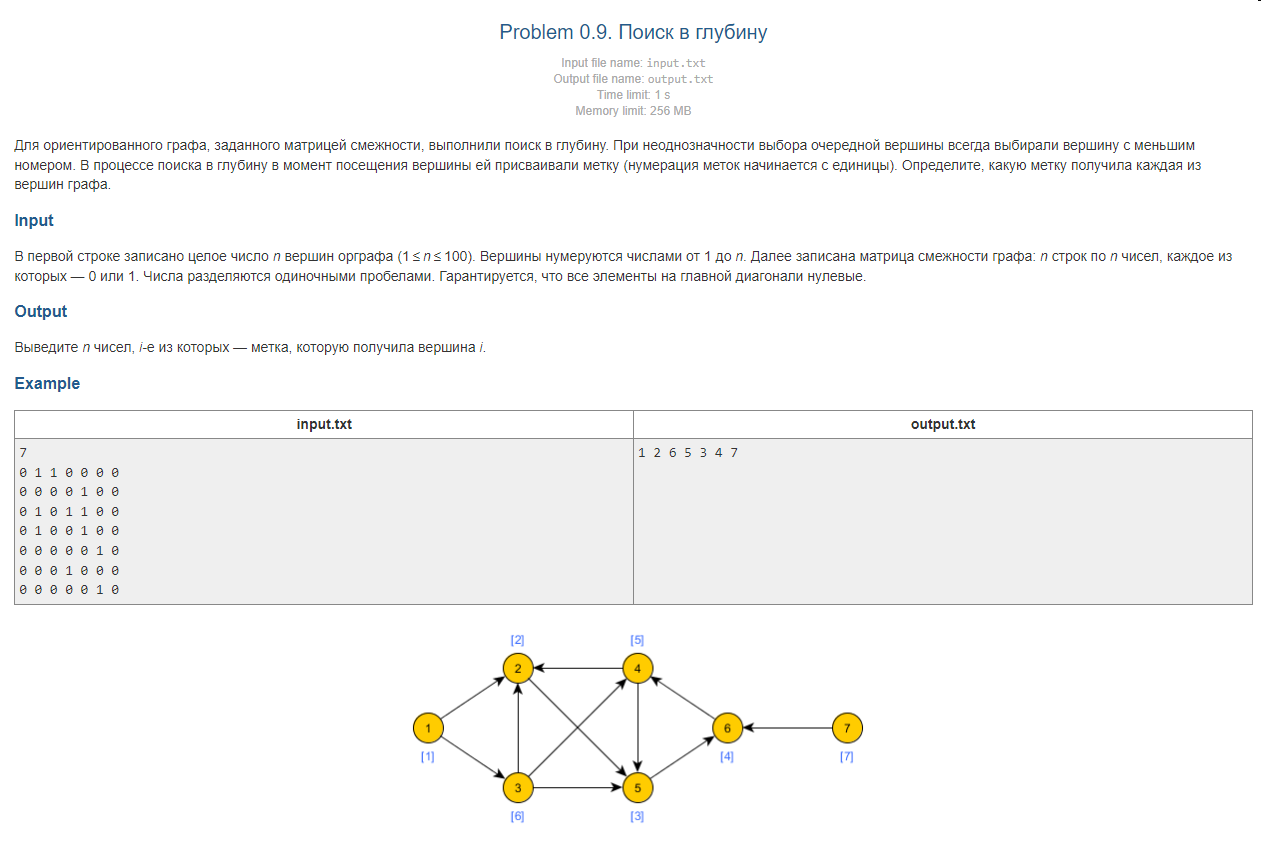 Problem 0.9. Поиск в глубину
Input file name: input.txt
Output file name: output.txt
Time limit: 1 s
Memory limit: 256 MB
Для ориентированного графа, заданного матрицей смежности, выполнили поиск в глубину. При неоднозначности выбора очередной вершины всегда выбирали вершину с меньшим
номером. В процессе поиска в глубину в момент посещения вершины ей присваивали метку (нумерация меток начинается с единицы). Определите, какую метку получила каждая из
вершин графа.
Input
В первой строке записано целое число n вершин орграфа (1 ≤ n ≤ 100). Вершины нумеруются числами от 1 до n. Далее записана матрица смежности графа: n строк по n чисел, каждое из
которых — 0 или 1. Числа разделяются одиночными пробелами. Гарантируется, что все элементы на главной диагонали нулевые.
Output
Выведите n чисел, i-е из которых — метка, которую получила вершина i.
Example
input.txt output.txt
7 1 2 6 5 3 4 7
0 1 1 0 0 0 0
0 0 0 0 1 0 0
0 1 0 1 1 0 0
0 1 0 0 1 0 0
0 0 0 0 0 1 0
0 0 0 1 0 0 0
0 0 0 0 0 1 0
[2] [5]
2 4
1 6 7
[1] [4] [7]
3 5
[6] [3]